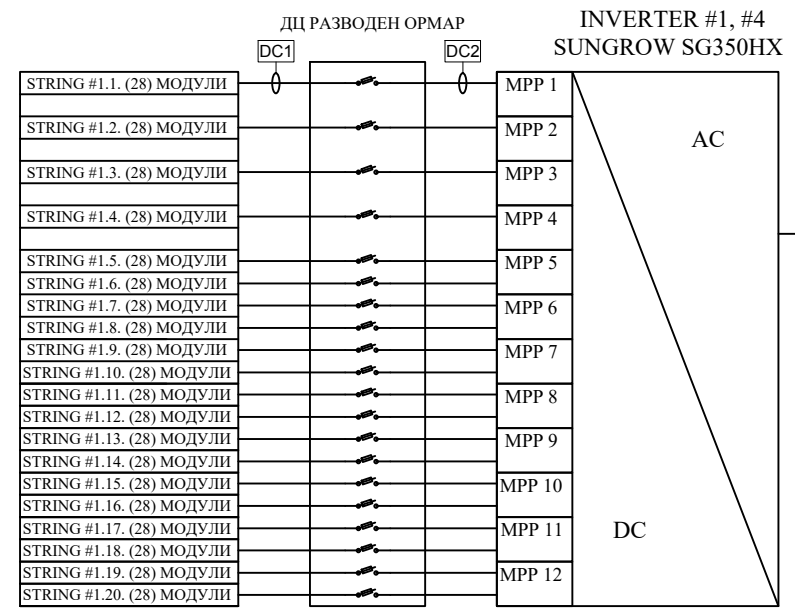 ДЦ РАЗВОДЕН ОРМАР
INVERTER #1, #4
SUNGROW SG350HX
DC1
DC2
STRING #1.1. (28) МОДУЛИ
MPP 1
STRING #1.2. (28) МОДУЛИ
MPP 2
AC
STRING #1.3. (28) МОДУЛИ
MPP 3
STRING #1.4. (28) МОДУЛИ
MPP 4
STRING #1.5. (28) МОДУЛИ
MPP 5
STRING #1.6. (28) МОДУЛИ
STRING #1.7. (28) МОДУЛИ
MPP 6
STRING #1.8. (28) МОДУЛИ
STRING #1.9. (28) МОДУЛИ
MPP 7
STRING #1.10. (28) МОДУЛИ
STRING #1.11. (28) МОДУЛИ
MPP 8
STRING #1.12. (28) МОДУЛИ
STRING #1.13. (28) МОДУЛИ
MPP 9
STRING #1.14. (28) МОДУЛИ
STRING #1.15. (28) МОДУЛИ
MPP 10
STRING #1.16. (28) МОДУЛИ
STRING #1.17. (28) МОДУЛИ
MPP 11
DC
STRING #1.18. (28) МОДУЛИ
STRING #1.19. (28) МОДУЛИ
MPP 12
STRING #1.20. (28) МОДУЛИ